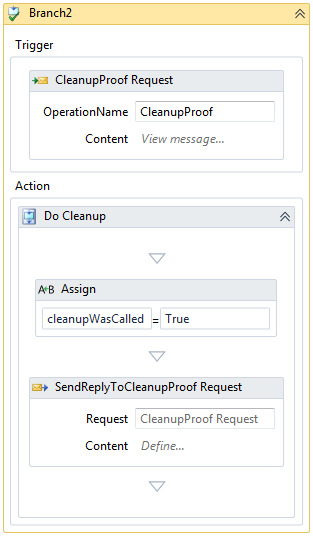 Branch2
Trigger
CleanupProof Request
OperationName CleanupProof
Content View message...
Action
Do Cleanup
A+B Assign
cleanupWasCalled = True
SendReplyToCleanupProof Request
Request CleanupProof Request
Content Define...